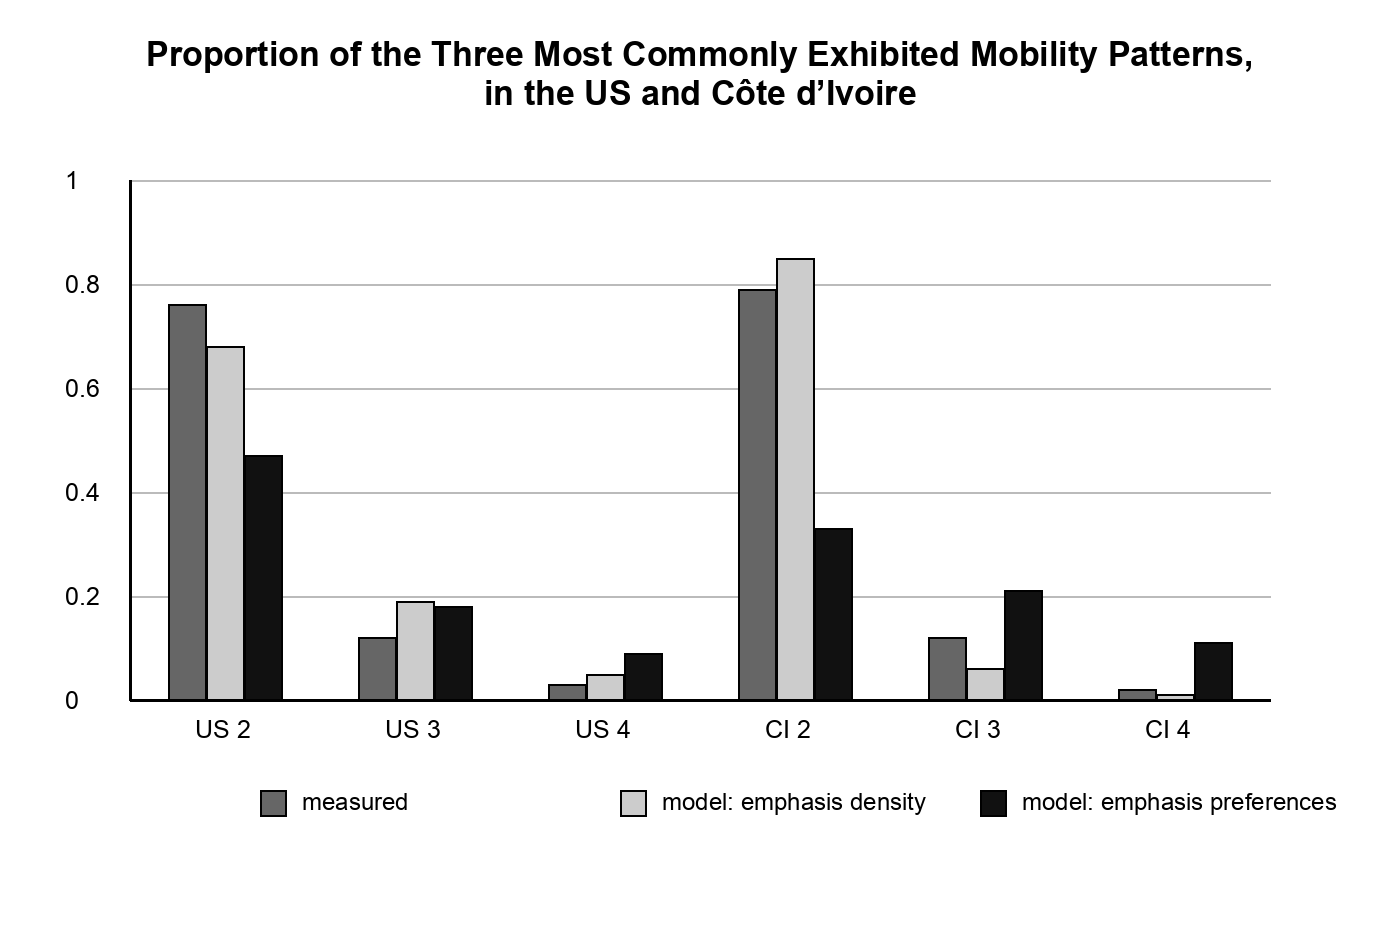 Proportion of the Three Most Commonly Exhibited Mobility Patterns,
in the US and Côte d’Ivoire
1
0.8
0.6
0.4
0.2
0
US 2
US 3
US 4
CI 2
CI 3
CI 4
measured
model: emphasis density
model: emphasis preferences